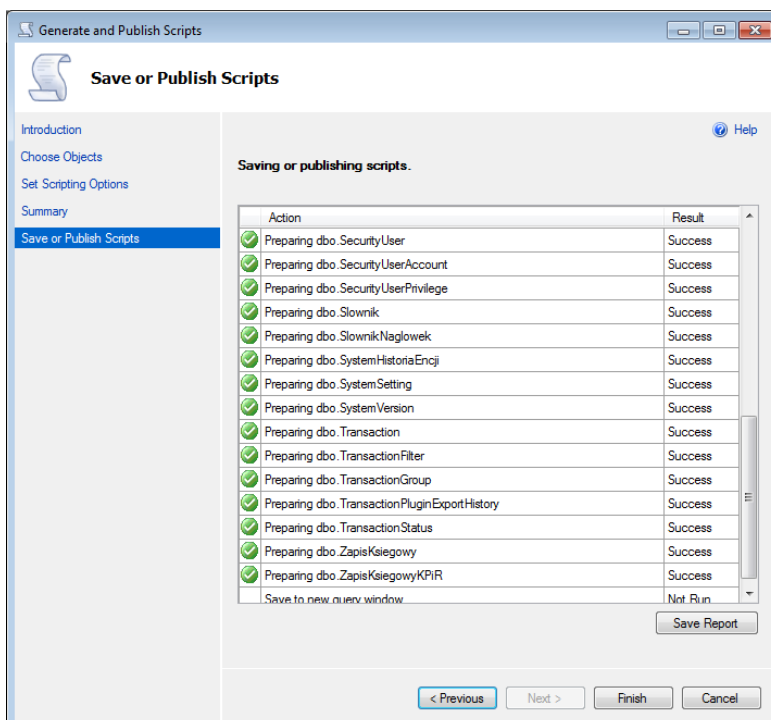 Generate and Publish Scripts
Save or Publish Scripts
Introduction
Choose Objects
Set Scripting Options
Summary
Save or Publish Scripts
Help
Saving or publishing scripts.
Action Result
Preparing dbo.SecurityUser Success
Preparing dbo.SecurityUserAccount Success
Preparing dbo.SecurityUserPrivilege Success
Preparing dbo.Slownik Success
Preparing dbo.SlownikNaglowek Success
Preparing dbo.SystemHistoriaEncji Success
Preparing dbo.SystemSetting Success
Preparing dbo.SystemVersion Success
Preparing dbo.Transaction Success
Preparing dbo.TransactionFilter Success
Preparing dbo.TransactionGroup Success
Preparing dbo.TransactionPluginExportHistory Success
Preparing dbo.TransactionStatus Success
Preparing dbo.ZapisKsiegowy Success
Preparing dbo.ZapisKsiegowyKPiR Success
Save to new query window Not Run
Save Report
< Previous Next > Finish Cancel